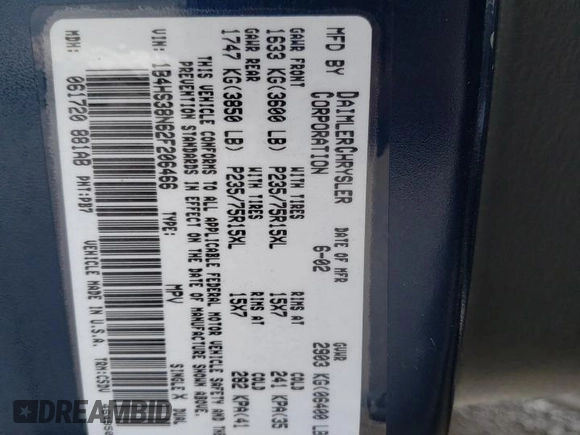 MFD BY DAIMLERCHRYSLER CORPORATION
DATE OF MFR 6-02
GVWR 2903 KG(06400 LB
GAWR FRONT WITH TIRES RIMS AT COLD
1633 KG(3600 LB) P235/75R15XL 15X7 241 KPA(35
GAWR REAR WITH TIRES RIMS AT COLD
1747 KG(3850 LB) P235/75R15XL 15X7 282 KPA(41
THIS VEHICLE CONFORMS TO ALL APPLICABLE FEDERAL MOTOR VEHICLE SAFETY AND
PREVENTION STANDARDS IN EFFECT ON THE DATE OF MANUFACTURE SHOWN ABOVE.
VIN: 1B4HS38N62F206466 TYPE: MPV SINGLE X
MDH: 061720 881AB PNT:PB7 VEHICLE MADE IN U.S.A.
DREAMBID